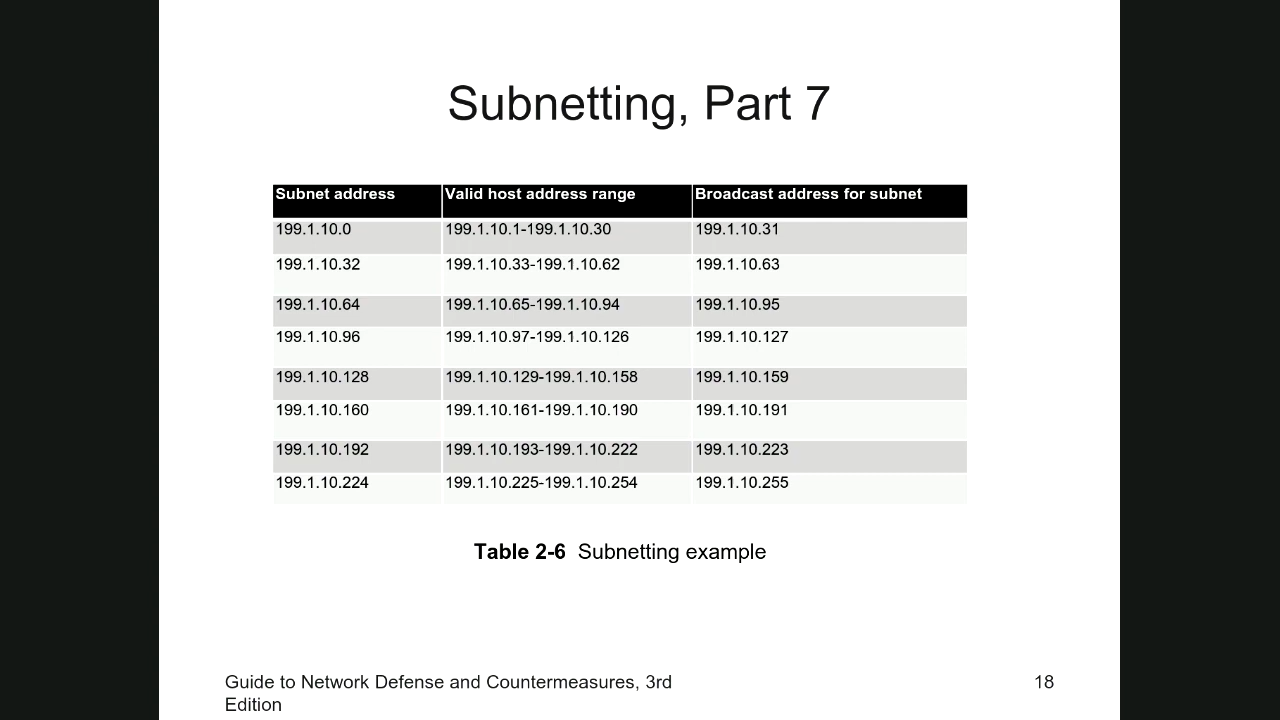 Subnetting, Part 7
Subnet address Valid host address range Broadcast address for subnet
199.1.10.0 199.1.10.1-199.1.10.30 199.1.10.31
199.1.10.32 199.1.10.33-199.1.10.62 199.1.10.63
199.1.10.64 199.1.10.65-199.1.10.94 199.1.10.95
199.1.10.96 199.1.10.97-199.1.10.126 199.1.10.127
199.1.10.128 199.1.10.129-199.1.10.158 199.1.10.159
199.1.10.160 199.1.10.161-199.1.10.190 199.1.10.191
199.1.10.192 199.1.10.193-199.1.10.222 199.1.10.223
199.1.10.224 199.1.10.225-199.1.10.254 199.1.10.255
Table 2-6 Subnetting example
Guide to Network Defense and Countermeasures, 3rd
Edition
18